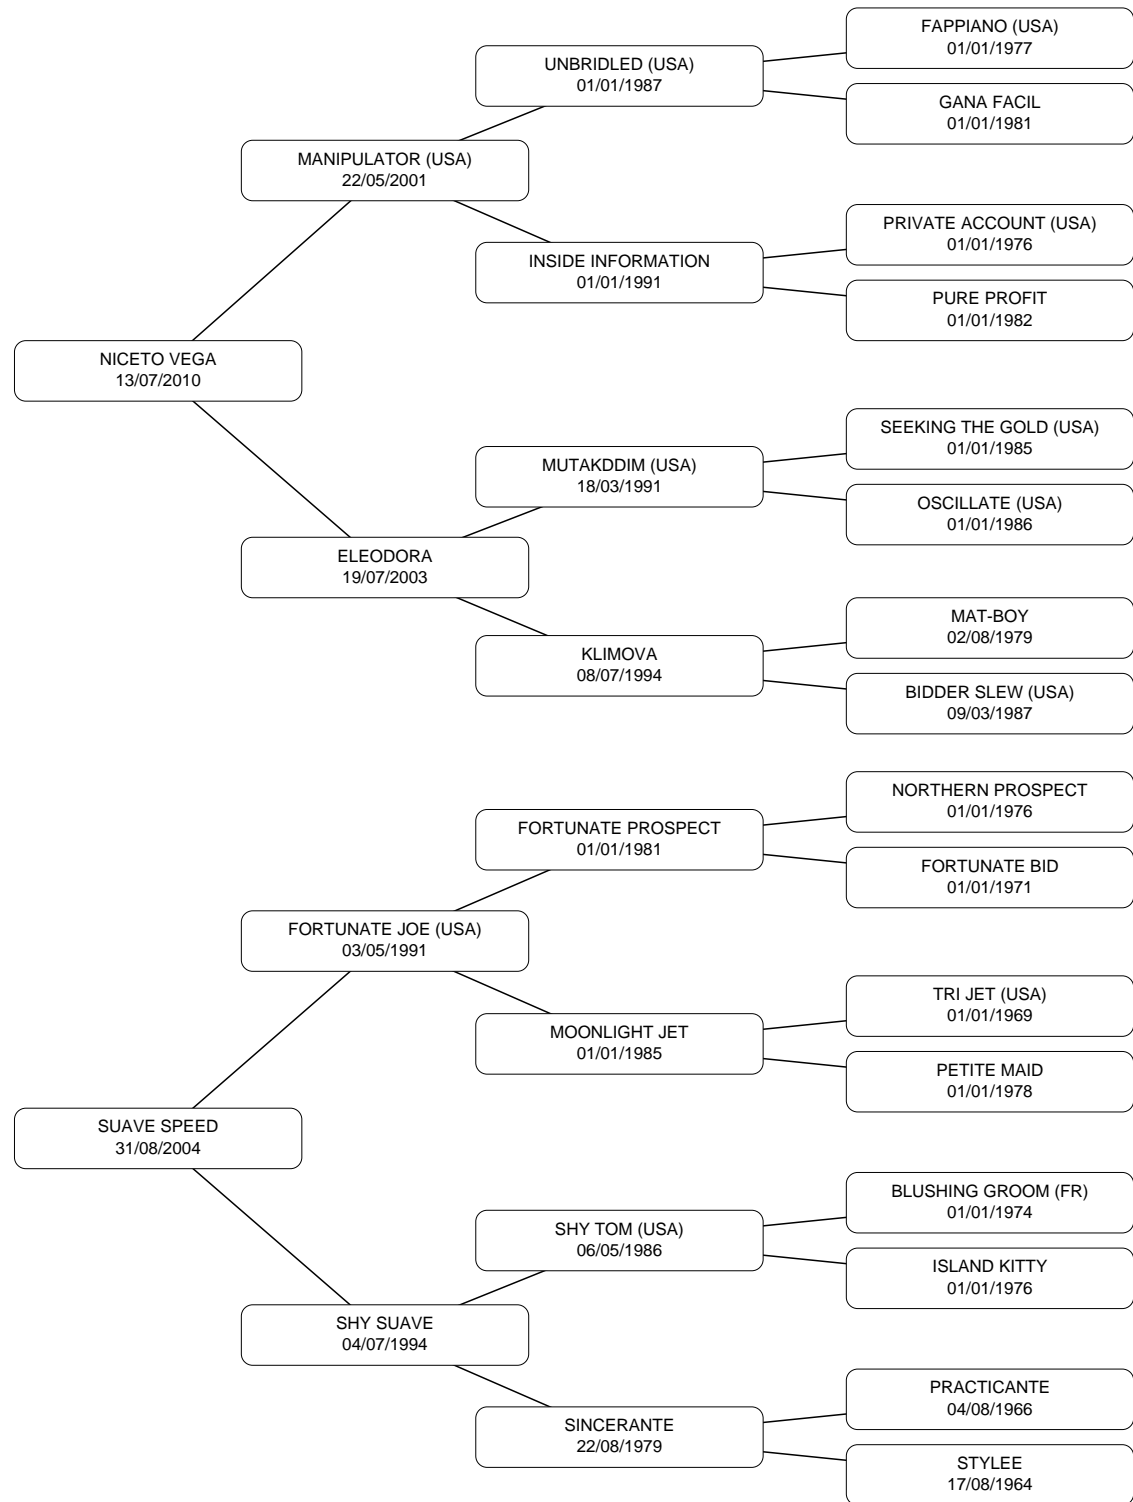 FAPPIANO (USA)
01/01/1977
UNBRIDLED (USA)
01/01/1987
GANA FACIL
01/01/1981
MANIPULATOR (USA)
22/05/2001
PRIVATE ACCOUNT (USA)
01/01/1976
INSIDE INFORMATION
01/01/1991
PURE PROFIT
01/01/1982
NICETO VEGA
13/07/2010
SEEKING THE GOLD (USA)
01/01/1985
MUTAKDDIM (USA)
18/03/1991
OSCILLATE (USA)
01/01/1986
ELEODORA
19/07/2003
MAT-BOY
02/08/1979
KLIMOVA
08/07/1994
BIDDER SLEW (USA)
09/03/1987
NORTHERN PROSPECT
01/01/1976
FORTUNATE PROSPECT
01/01/1981
FORTUNATE BID
01/01/1971
FORTUNATE JOE (USA)
03/05/1991
TRI JET (USA)
01/01/1969
MOONLIGHT JET
01/01/1985
PETITE MAID
01/01/1978
SUAVE SPEED
31/08/2004
BLUSHING GROOM (FR)
01/01/1974
SHY TOM (USA)
06/05/1986
ISLAND KITTY
01/01/1976
SHY SUAVE
04/07/1994
PRACTICANTE
04/08/1966
SINCERANTE
22/08/1979
STYLEE
17/08/1964